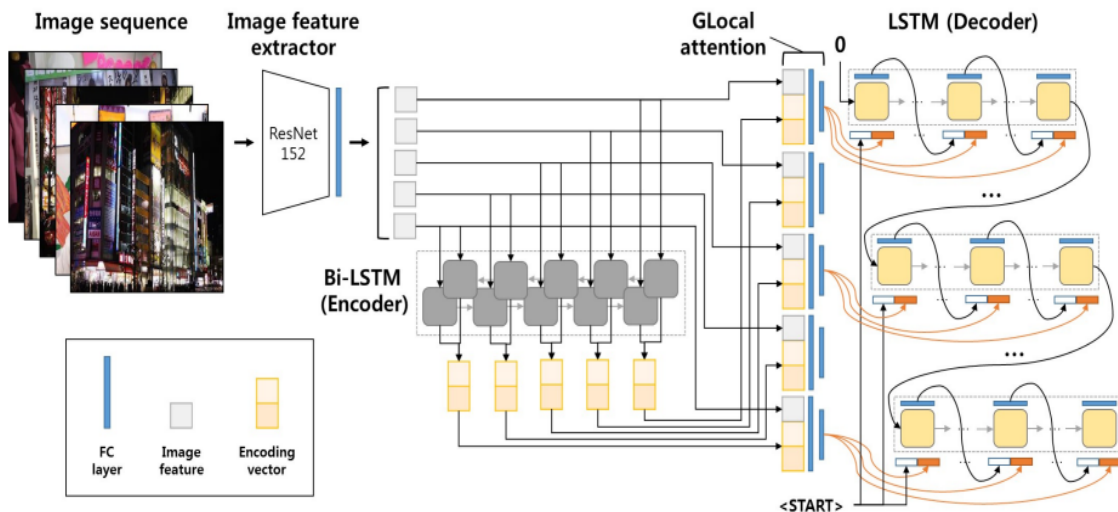 Image sequence
Image feature
extractor
GLocal
attention
LSTM (Decoder)
0
ResNet
152
...
...
Bi-LSTM
(Encoder)
...
...
...
...
...
...
...
...
FC
layer
Image
feature
Encoding
vector
...
...
...
...
<START>